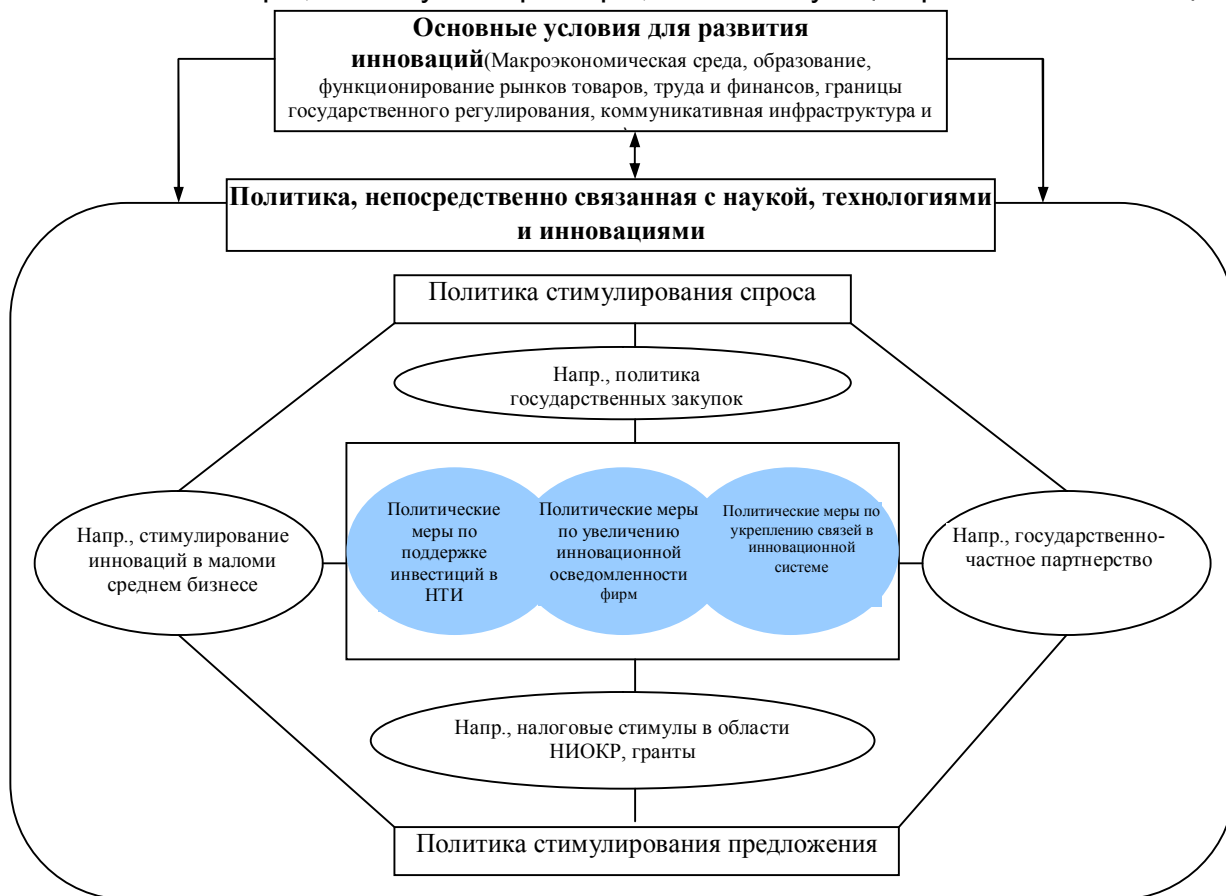 Основные условия для развития
инноваций(Макроэкономическая среда, образование,
функционирование рынков товаров, труда и финансов, границы
государственного регулирования, коммуникативная инфраструктура и
Политика, непосредственно связанная с наукой, технологиями
и инновациями
Политика стимулирования спроса
Напр., политика
государственных закупок
Напр., стимулирование
инноваций в маломи
среднем бизнесе
Политические
меры по
поддержке
инвестиций в
НТИ
Политические меры
по увеличению
инновационной
осведомленности
фирм
Политические меры по
укреплению связей в
инновационной
системе
Напр., государственно-
частное партнерство
Напр., налоговые стимулы в области
НИОКР, гранты
Политика стимулирования предложения